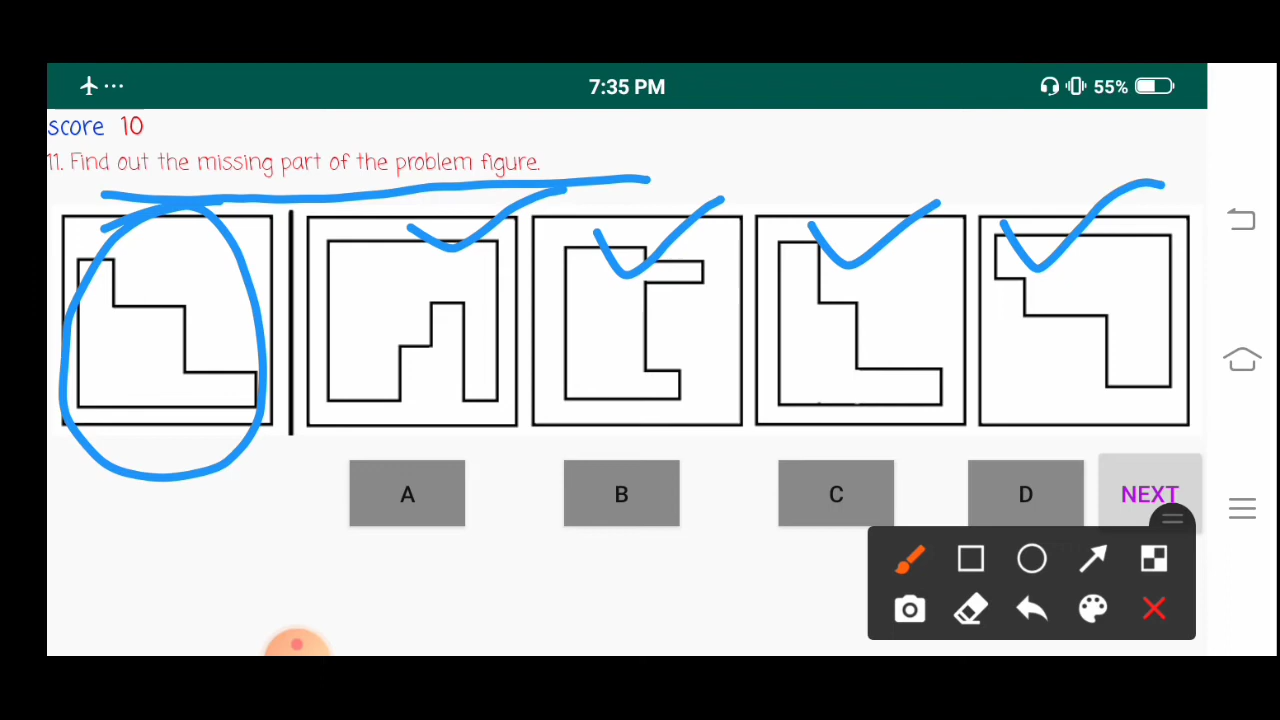 7:35 PM 55%
score 10
11. Find out the missing part of the problem figure.
A B C D NEXT